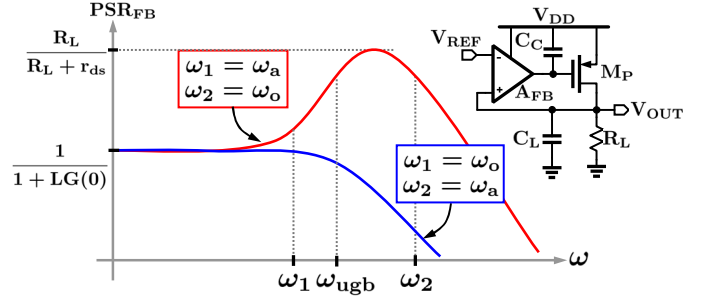 PSR_FB
R_L
R_L + r_ds
1
1 + LG(0)
ω_1 = ω_a
ω_2 = ω_o
ω_1 = ω_o
ω_2 = ω_a
ω_1 ω_ugb ω_2
ω
V_DD
V_REF
C_C
-
+
A_FB
M_P
V_OUT
C_L
R_L